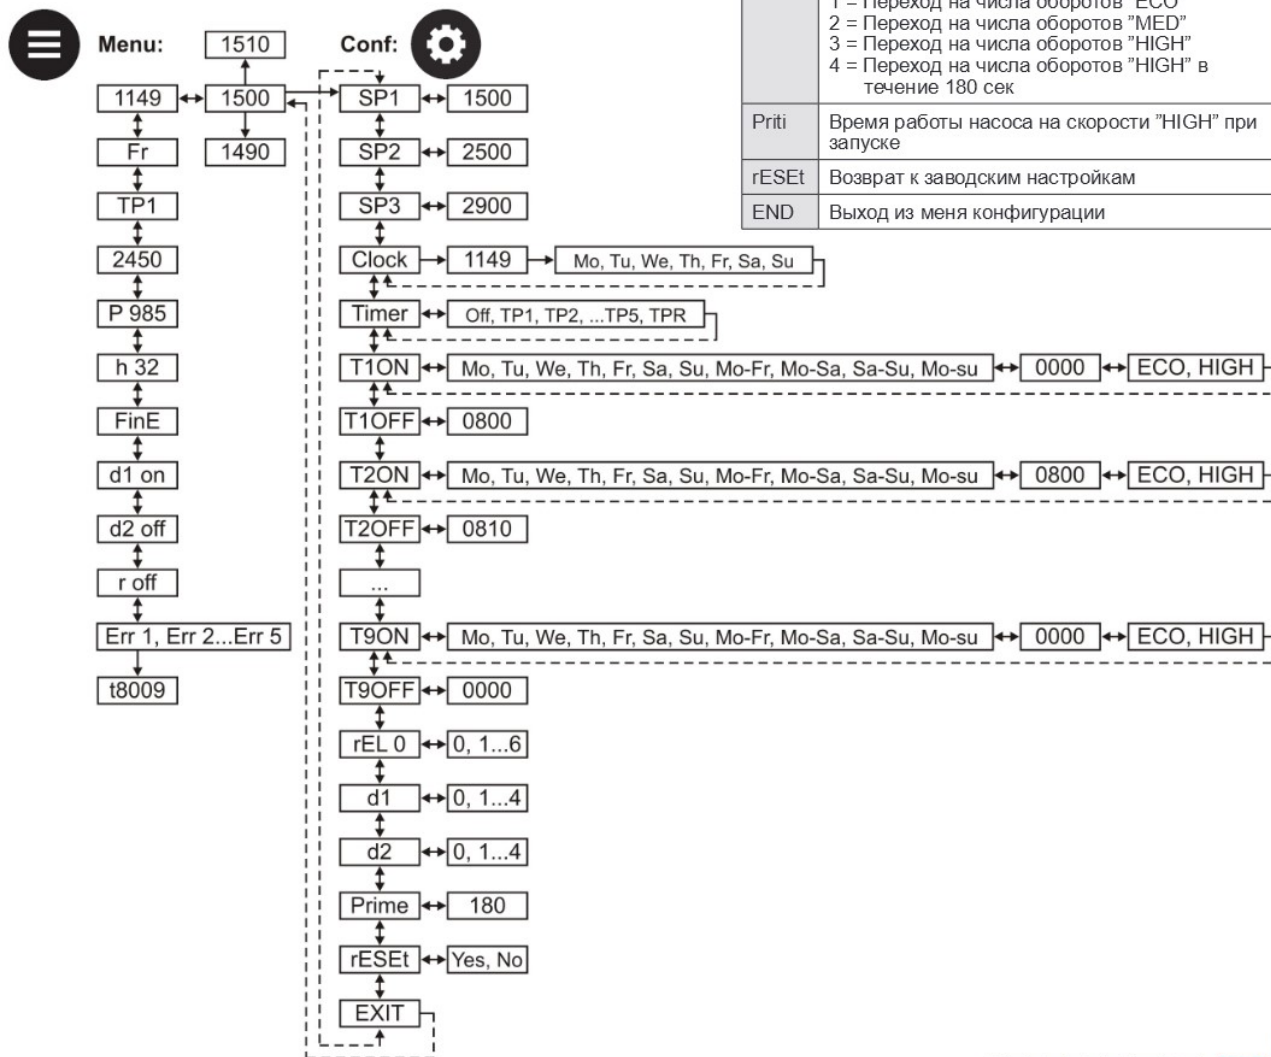 Menu:
1510
Conf:
1149
1500
SP1
1500
Fr
1490
SP2
2500
TP1
SP3
2900
2450
Clock
1149
Mo, Tu, We, Th, Fr, Sa, Su
P 985
Timer
Off, TP1, TP2, ...TP5, TPR
h 32
T1ON
Mo, Tu, We, Th, Fr, Sa, Su, Mo-Fr, Mo-Sa, Sa-Su, Mo-su
0000
ECO, HIGH
FinE
T1OFF
0800
d1 on
T2ON
Mo, Tu, We, Th, Fr, Sa, Su, Mo-Fr, Mo-Sa, Sa-Su, Mo-su
0800
ECO, HIGH
d2 off
T2OFF
0810
r off
...
Err 1, Err 2...Err 5
T9ON
Mo, Tu, We, Th, Fr, Sa, Su, Mo-Fr, Mo-Sa, Sa-Su, Mo-su
0000
ECO, HIGH
t8009
T9OFF
0000
rEL 0
0, 1...6
d1
0, 1...4
d2
0, 1...4
Prime
180
rESEt
Yes, No
EXIT
1 = Переход на числа оборотов "ECO"
2 = Переход на числа оборотов ”MED”
3 = Переход на числа оборотов ”HIGH”
4 = Переход на числа оборотов ”HIGH” в
течение 180 сек
Priti
Время работы насоса на скорости ”HIGH” при
запуске
rESEt
Возврат к заводским настройкам
END
Выход из меня конфигурации